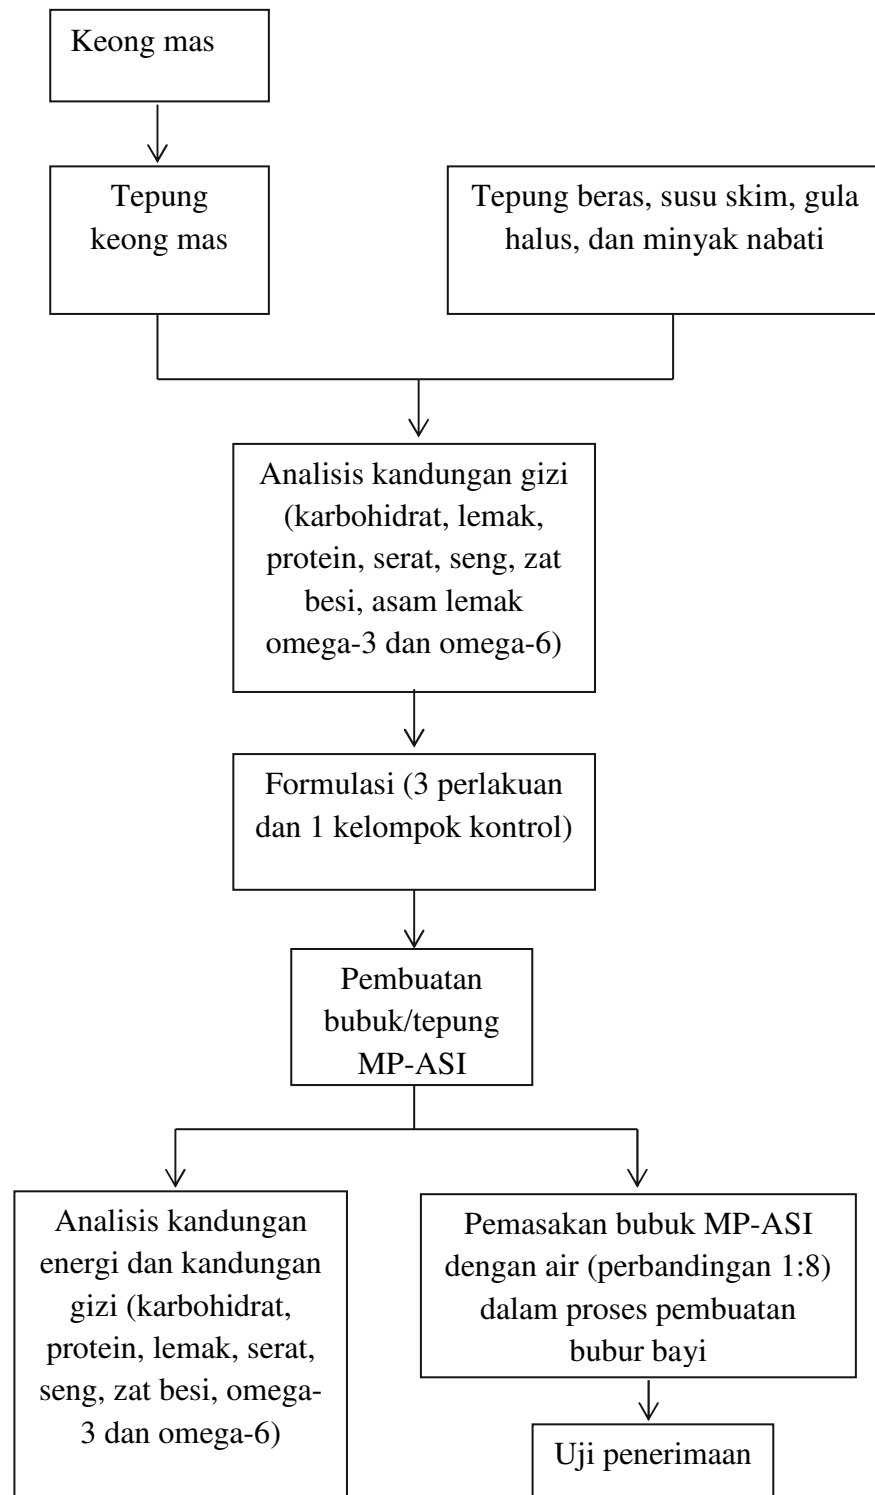 Keong mas
Tepung
keong mas
Tepung beras, susu skim, gula
halus, dan minyak nabati
Analisis kandungan gizi
(karbohidrat, lemak,
protein, serat, seng, zat
besi, asam lemak
omega-3 dan omega-6)
Formulasi (3 perlakuan
dan 1 kelompok kontrol)
Pembuatan
bubuk/tepung
MP-ASI
Analisis kandungan
energi dan kandungan
gizi (karbohidrat,
protein, lemak, serat,
seng, zat besi, omega-
3 dan omega-6)
Pemasakan bubuk MP-ASI
dengan air (perbandingan 1:8)
dalam proses pembuatan
bubur bayi
Uji penerimaan